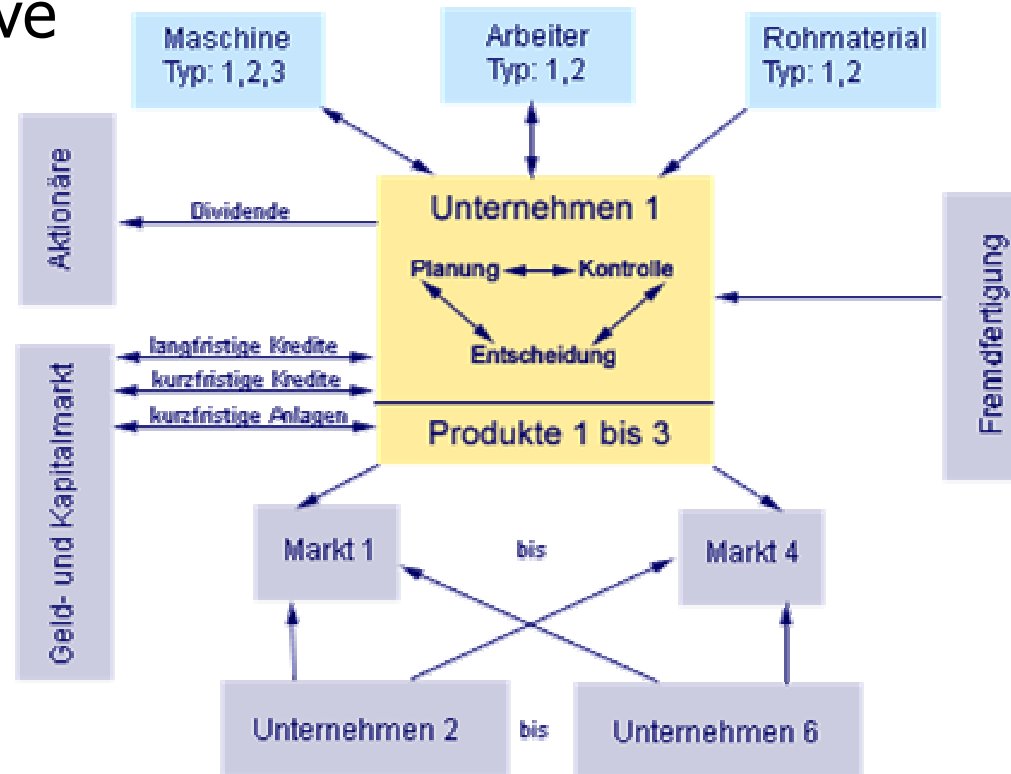 ve
Maschine
Typ: 1,2,3
Arbeiter
Typ: 1,2
Rohmaterial
Typ: 1,2
Aktionäre
Dividende
Unternehmen 1
Planung
Kontrolle
Entscheidung
Fremdfertigung
langfristige Kredite
kurzfristige Kredite
kurzfristige Anlagen
Geld- und Kapitalmarkt
Produkte 1 bis 3
Markt 1
bis
Markt 4
Unternehmen 2
bis
Unternehmen 6